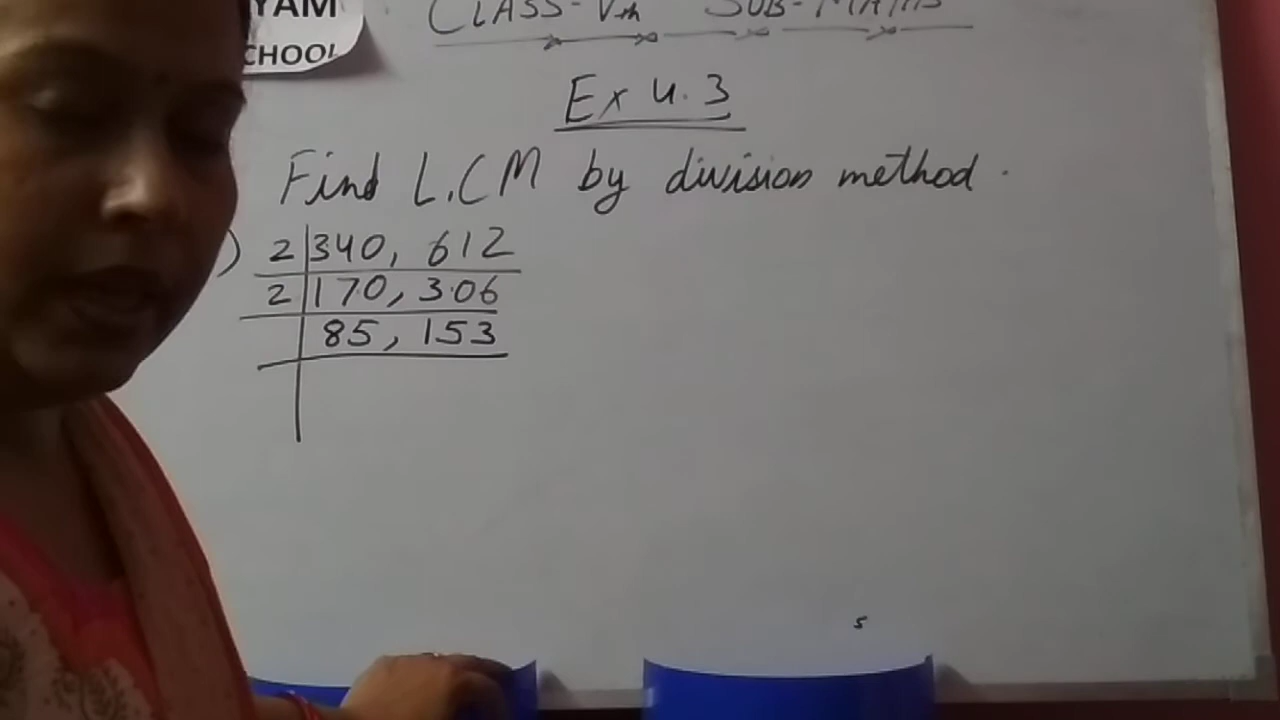 YAM
CHOOL
CLASS-Vth SUB-MATHS
Ex 4.3
Find L.CM by division method.
) 2|340, 612
2|170, 306
85, 153
5